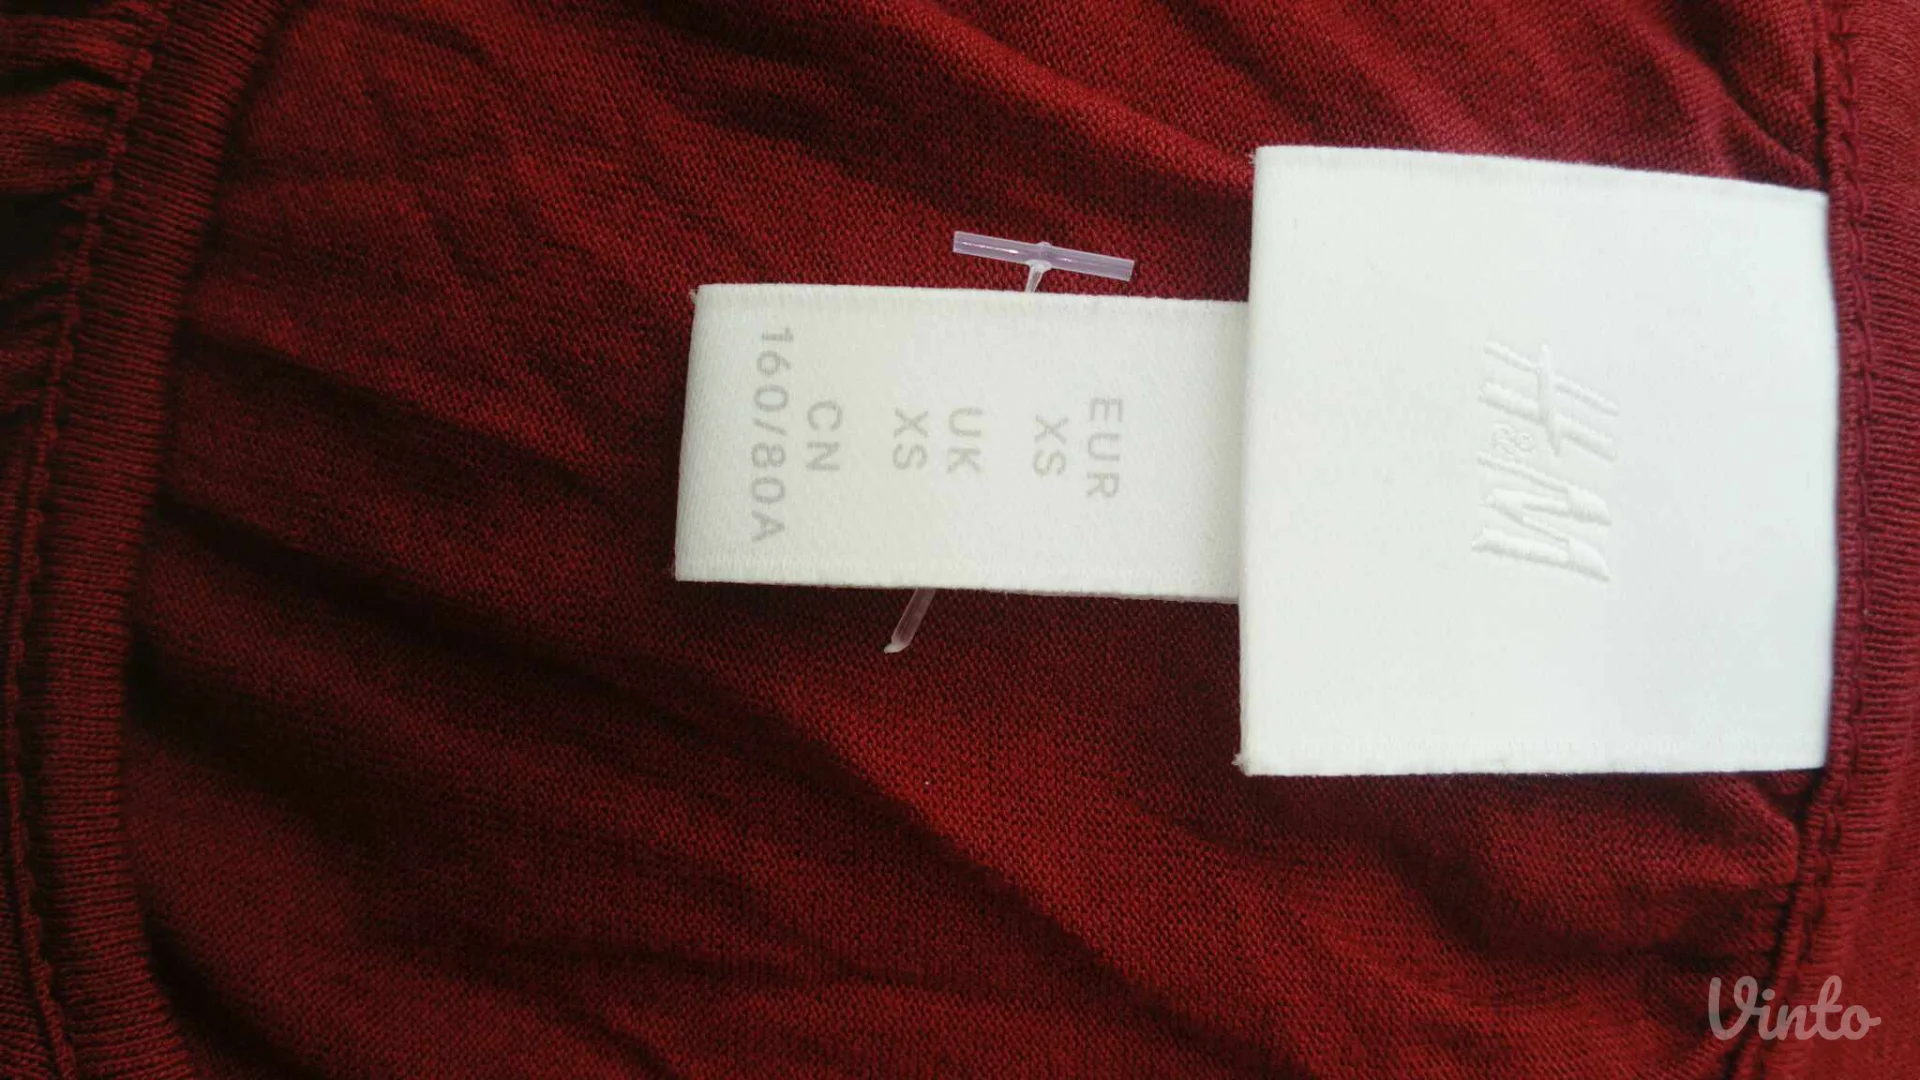 H&M
EUR
XS
UK
XS
CN
160/80A
Vinto